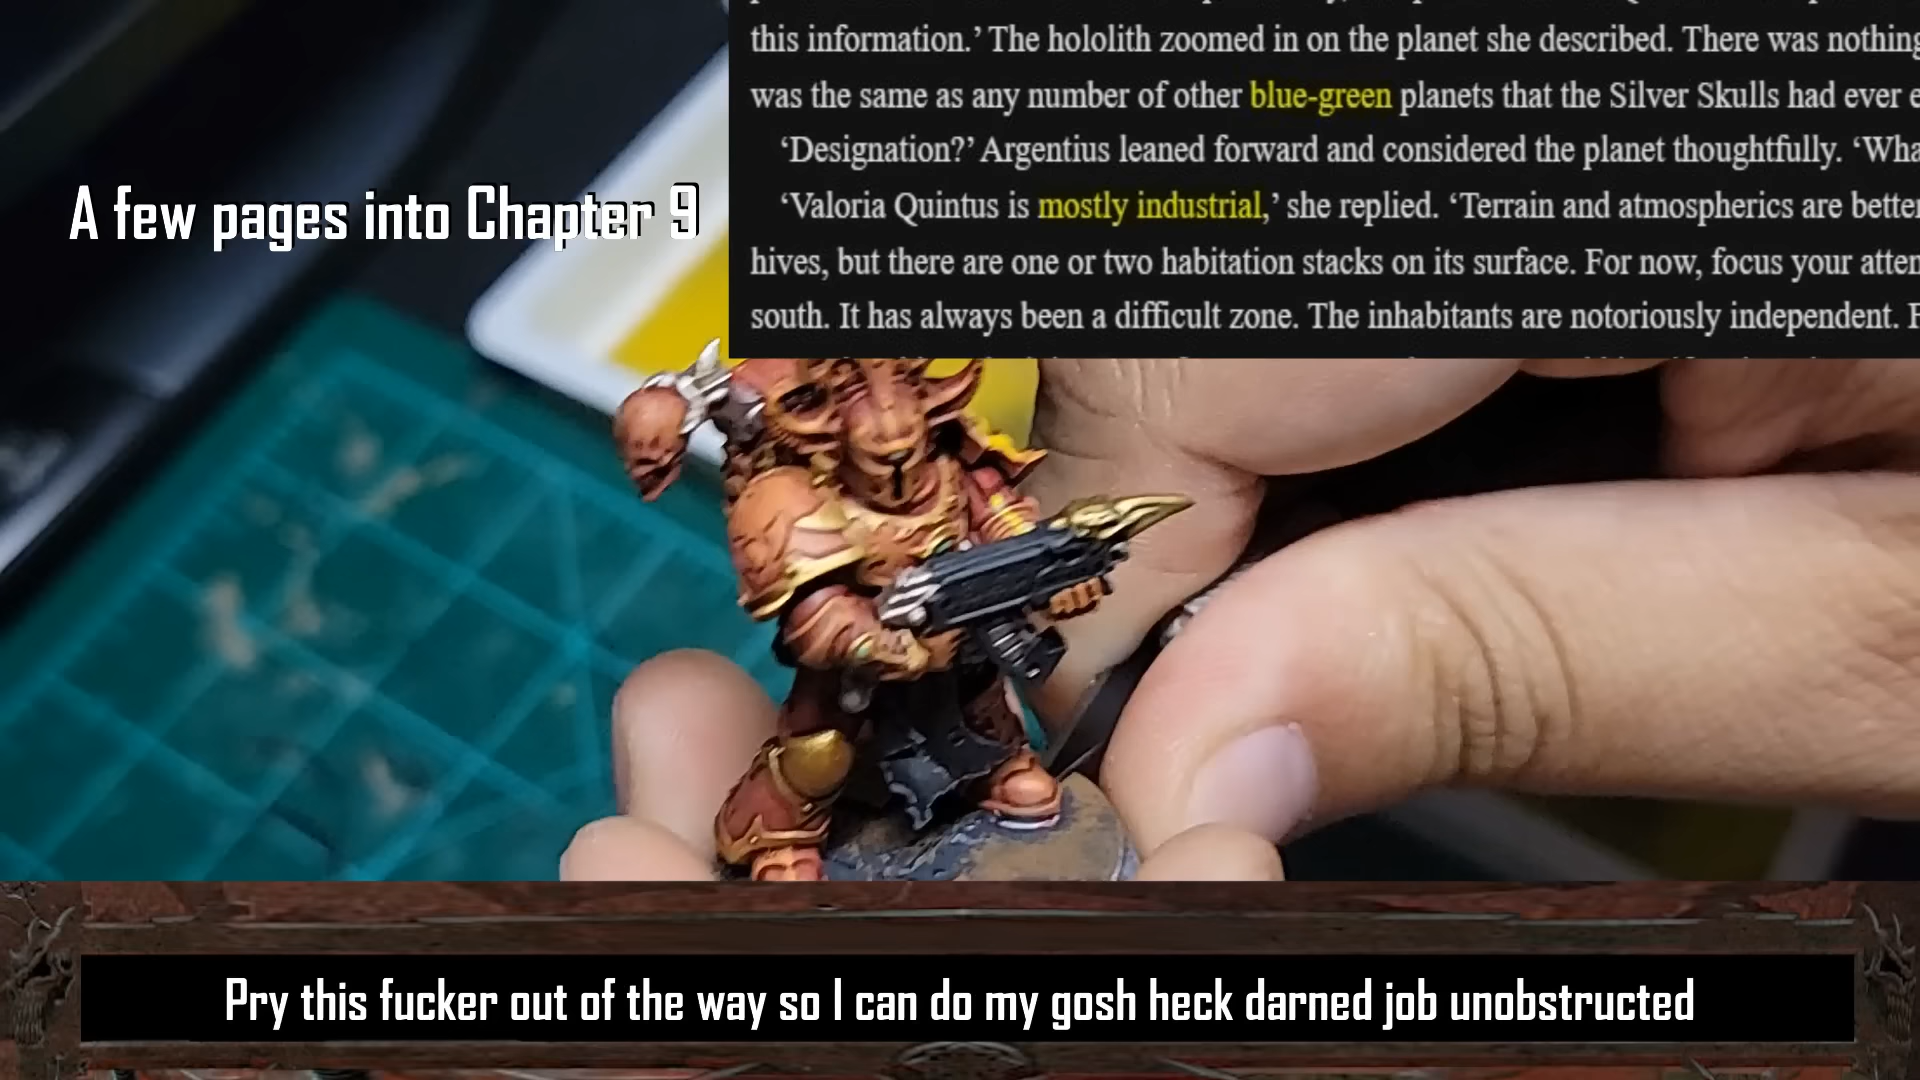 this information.’ The hololith zoomed in on the planet she described. There was nothing
was the same as any number of other blue-green planets that the Silver Skulls had ever
‘Designation?’ Argentius leaned forward and considered the planet thoughtfully.
‘Valoria Quintus is mostly industrial,’ she replied. ‘Terrain and atmospherics are better
hives, but there are one or two habitation stacks on its surface. For now, focus your
south. It has always been a difficult zone. The inhabitants are notoriously independent.
A few pages into Chapter 9
Pry this fucker out of the way so I can do my gosh heck darned job unobstructed